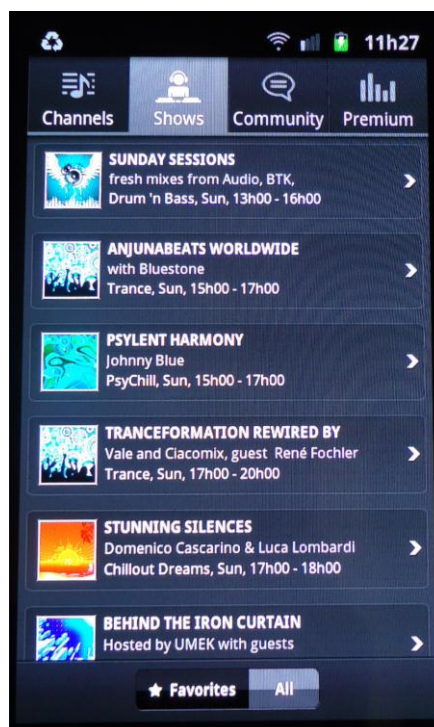 11h27
Channels Shows Community Premium
SUNDAY SESSIONS
fresh mixes from Audio, BTK,
Drum 'n Bass, Sun, 13h00 - 16h00
ANJUNABEATS WORLDWIDE
with Bluestone
Trance, Sun, 15h00 - 17h00
PSYLENT HARMONY
Johnny Blue
PsyChill, Sun, 15h00 - 17h00
TRANCEFORMATION REWIRED BY
Vale and Ciacomix, guest René Fochler
Trance, Sun, 17h00 - 20h00
STUNNING SILENCES
Domenico Cascarino & Luca Lombardi
Chillout Dreams, Sun, 17h00 - 18h00
BEHIND THE IRON CURTAIN
Hosted by UMEK with guests
★ Favorites All